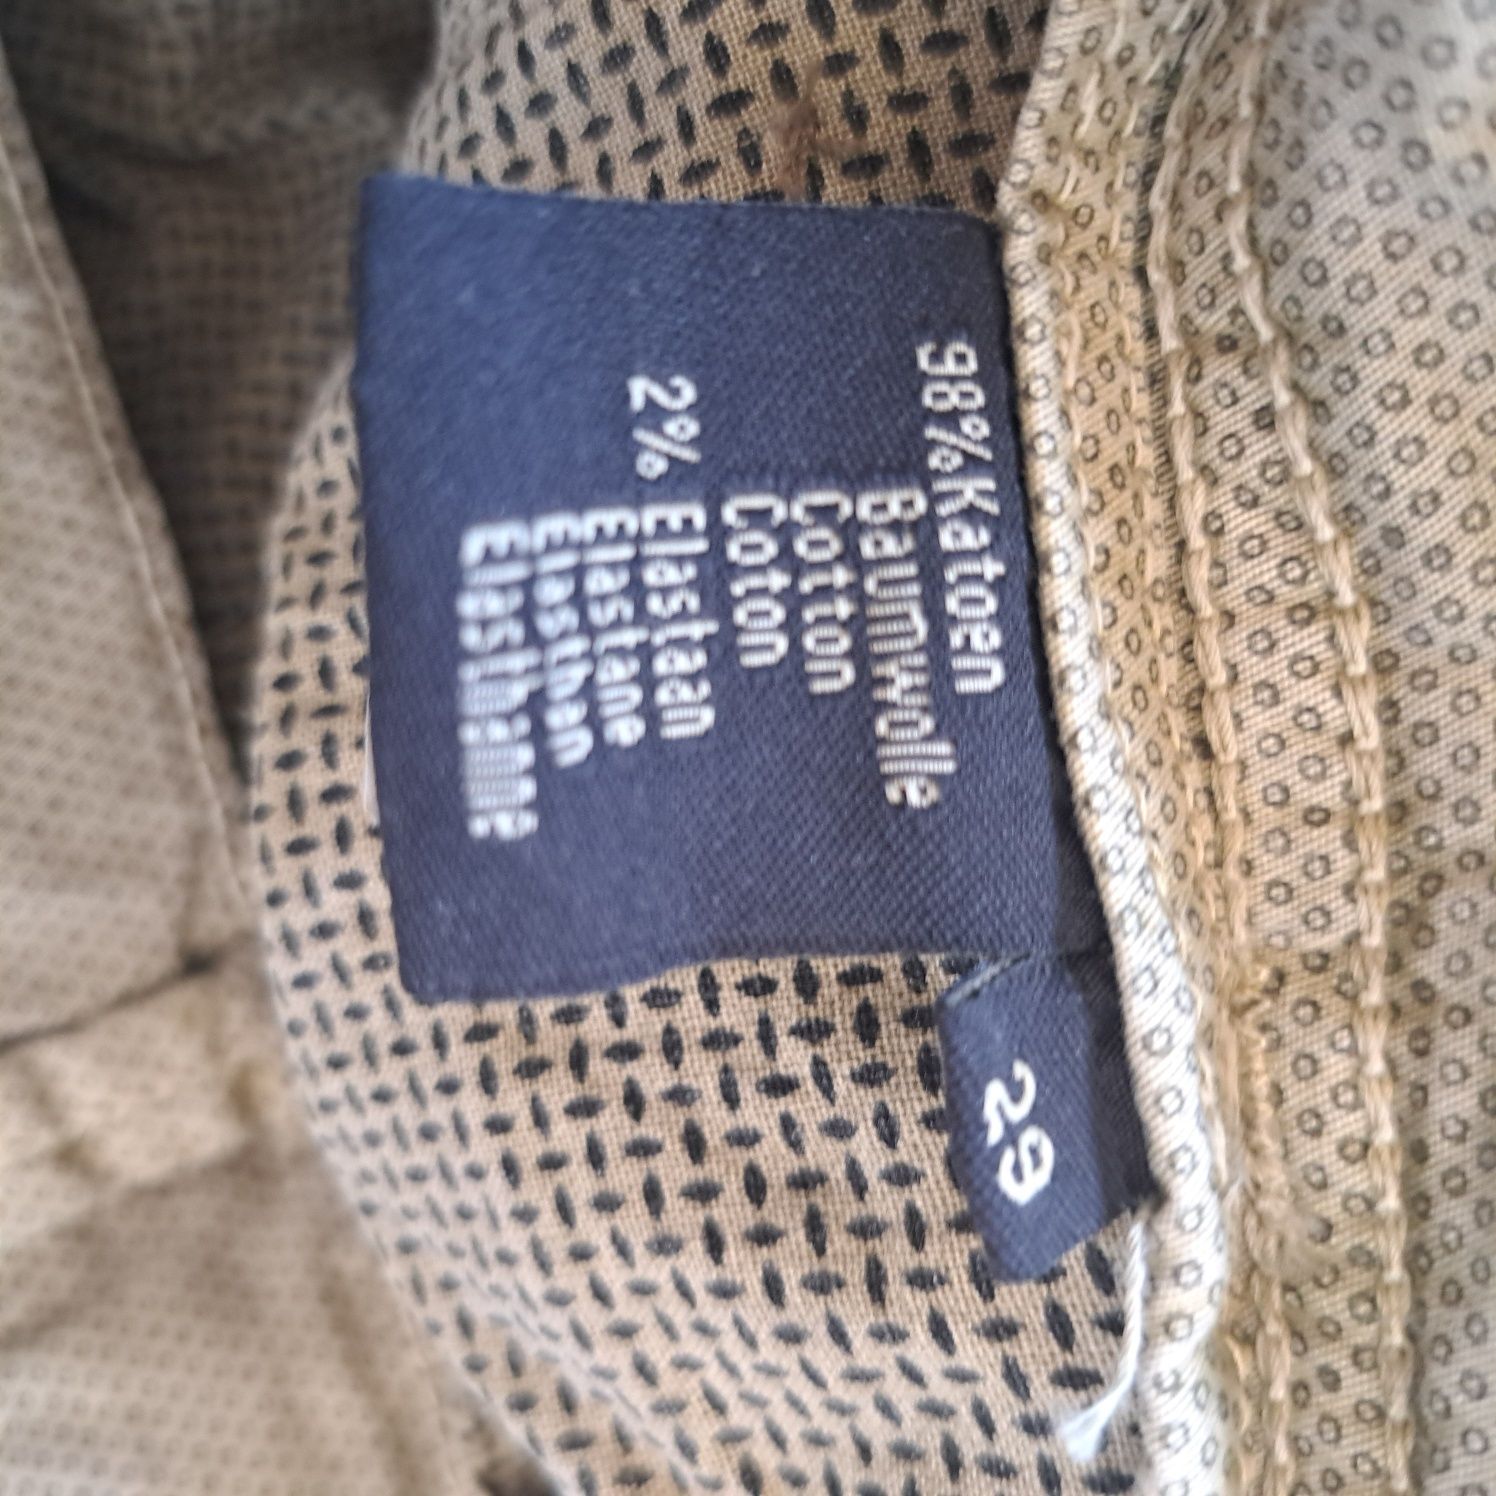 98% Katoen
Baumwolle
Cotton
Coton
2% Elastaan
Elastane
Elasthan
Elasthanne
29